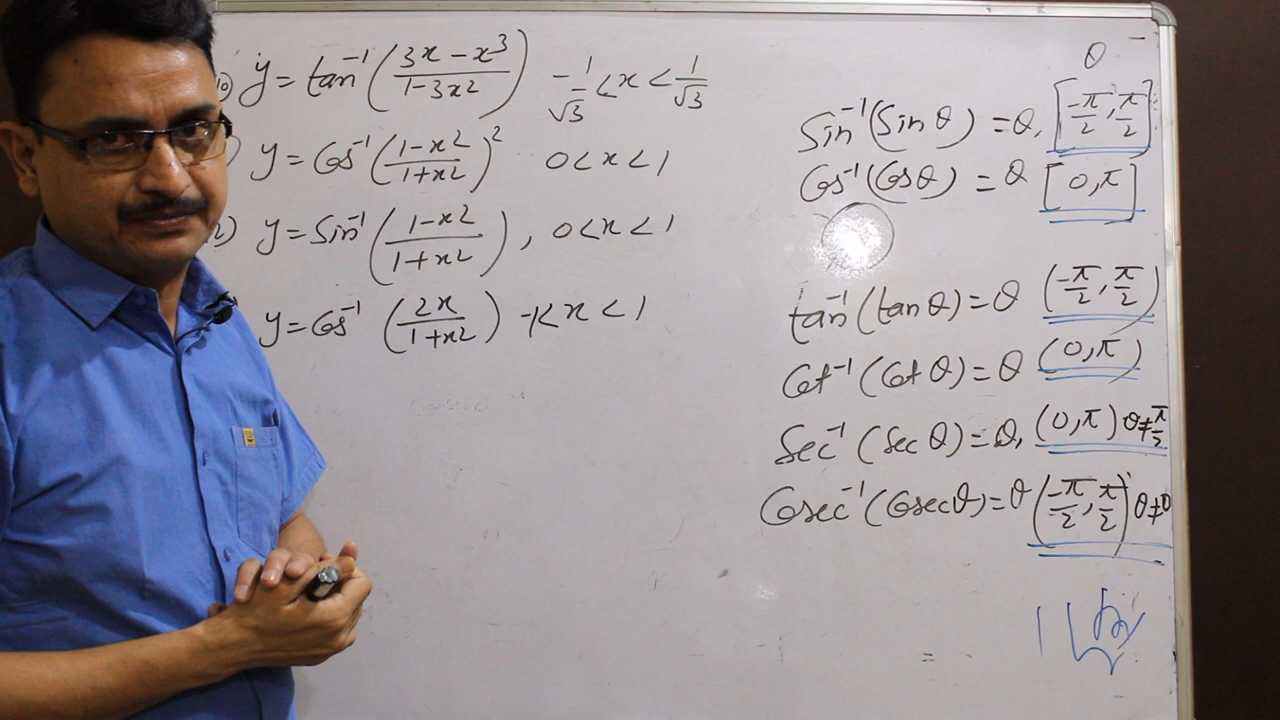 10) y = tan⁻¹((3x - x³)/(1 - 3x²)) -1/√3 < x < 1/√3
) y = Cos⁻¹((1-x²)/(1+x²))² 0 < x < 1
12) y = Sin⁻¹((1-x²)/(1+x²)), 0 < x < 1
y = Cos⁻¹(2x/(1+x²)) -1 < x < 1
θ
Sin⁻¹(Sin θ) = θ, [-π/2, π/2]
Cos⁻¹(Cos θ) = θ [0, π]
tan⁻¹(tan θ) = θ (-π/2, π/2)
Cot⁻¹(Cot θ) = θ (0, π)
Sec⁻¹(Sec θ) = θ, (0, π) θ≠π/2
Cosec⁻¹(Cosec θ) = θ (-π/2, π/2) θ≠0
=